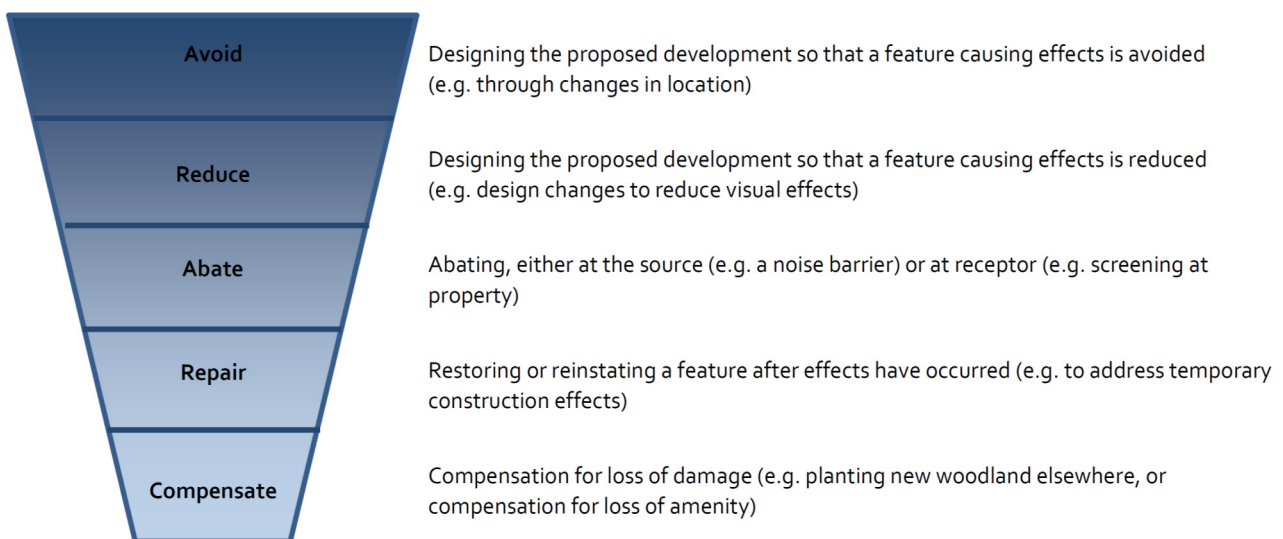 Avoid
Designing the proposed development so that a feature causing effects is avoided
(e.g. through changes in location)
Reduce
Designing the proposed development so that a feature causing effects is reduced
(e.g. design changes to reduce visual effects)
Abate
Abating, either at the source (e.g. a noise barrier) or at receptor (e.g. screening at
property)
Repair
Restoring or reinstating a feature after effects have occurred (e.g. to address temporary
construction effects)
Compensate
Compensation for loss of damage (e.g. planting new woodland elsewhere, or
compensation for loss of amenity)